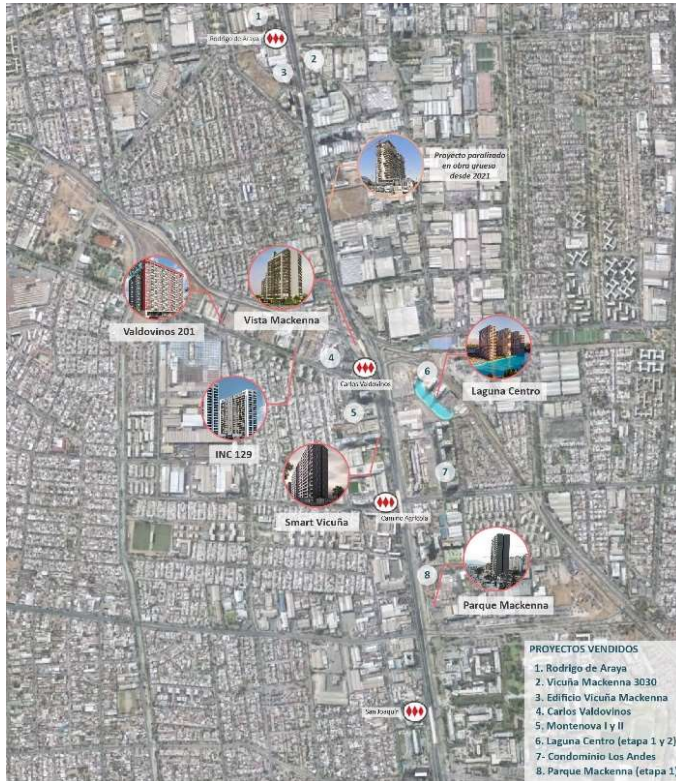 1
Rodrigo de Araya
2
3
Proyecto paralizado
en obra gruesa
desde 2021
Vista Mackenna
Valdovinos 201
4
Carlos Valdovinos
6
Laguna Centro
5
INC 129
7
Smart Vicuña
Camino Agrícola
8
Parque Mackenna
San Joaquín
PROYECTOS VENDIDOS
1. Rodrigo de Araya
2. Vicuña Mackenna 3030
3. Edificio Vicuña Mackenna
4. Carlos Valdovinos
5. Montenova I y II
6. Laguna Centro (etapa 1 y 2)
7- Condominio Los Andes
8. Parque Mackenna (etapa 1)